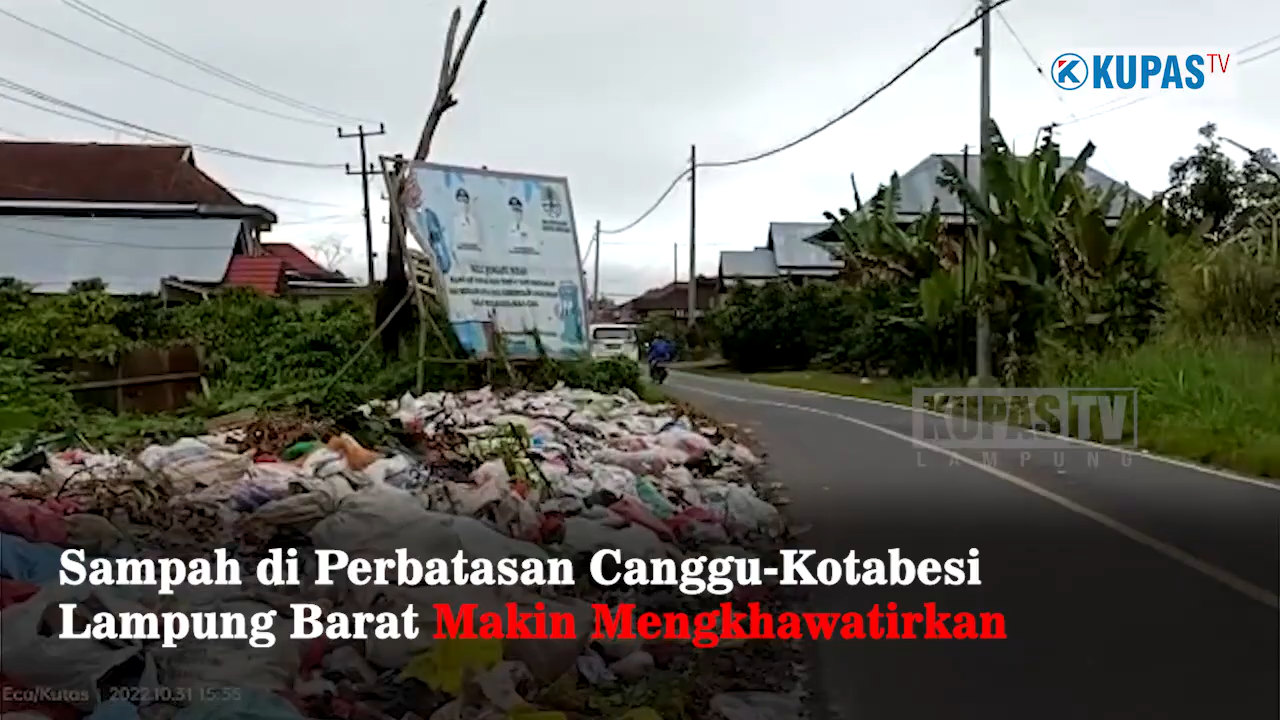 KUPAS TV
KUPAS TV
LAMPUNG
Sampah di Perbatasan Canggu-Kotabesi
Lampung Barat Makin Mengkhawatirkan
Eca/Kutas | 2022.10.31 15:55